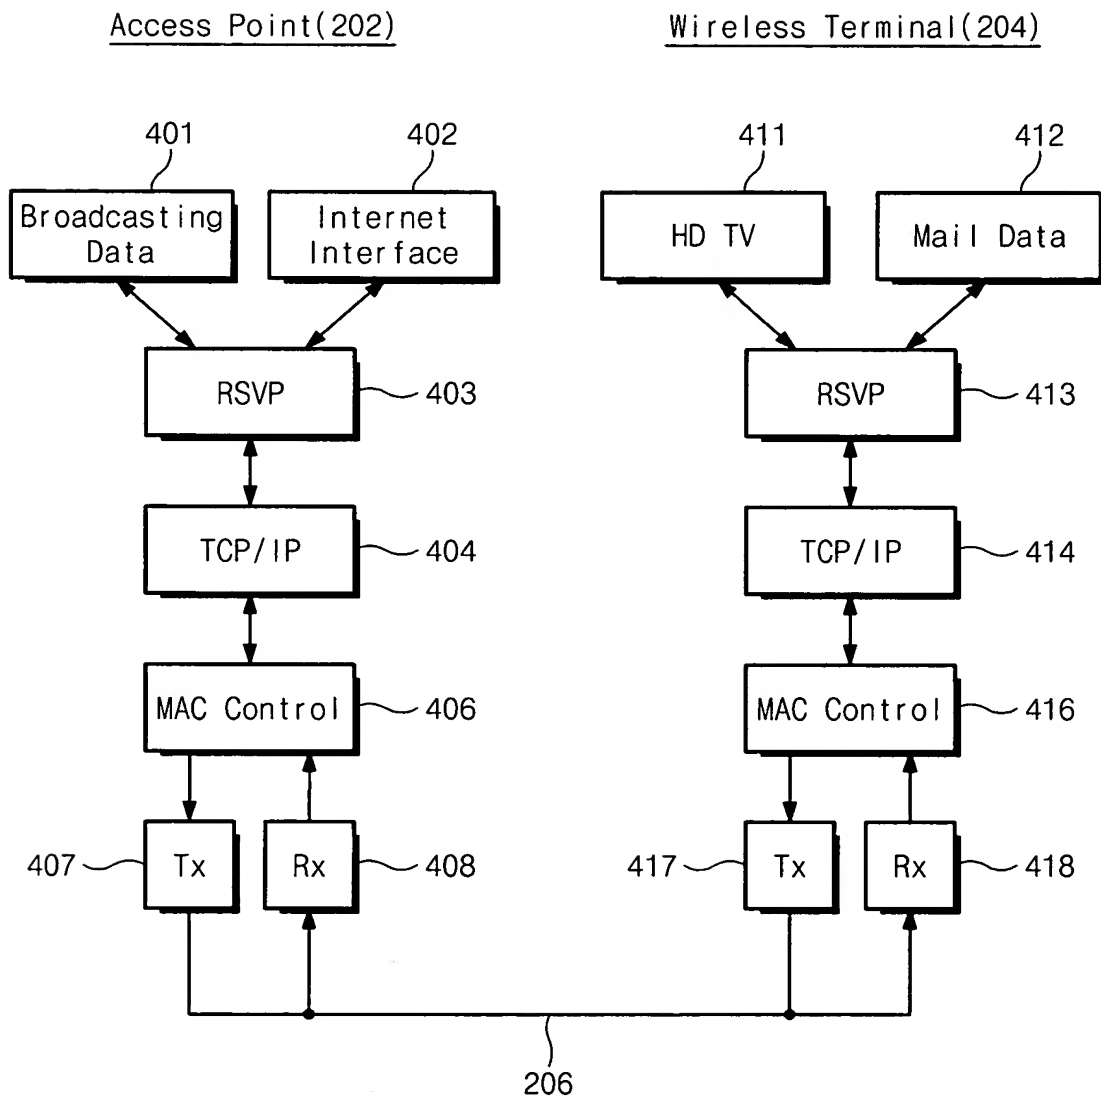 Access Point(202)
Wireless Terminal(204)
401
402
411
412
Broadcasting
Data
Internet
Interface
HD TV
Mail Data
RSVP
403
RSVP
413
TCP/IP
404
TCP/IP
414
MAC Control
406
MAC Control
416
407
Tx
Rx
408
417
Tx
Rx
418
206